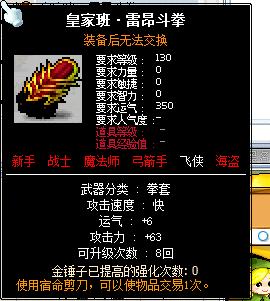 皇家班·雷昂斗拳
装备后无法交换
要求等级： 130
要求力量： 0
要求敏捷： 0
要求智力： 0
要求运气： 350
要求人气度： -
道具等级： -
道具经验值： -
新手 战士 魔法师 弓箭手 飞侠 海盗
武器分类 : 拳套
攻击速度 : 快
运气 : +6
攻击力 : +63
可升级次数 : 8回
金锤子已提高的强化次数: 0
使用宿命剪刀，可以使物品交易1次。